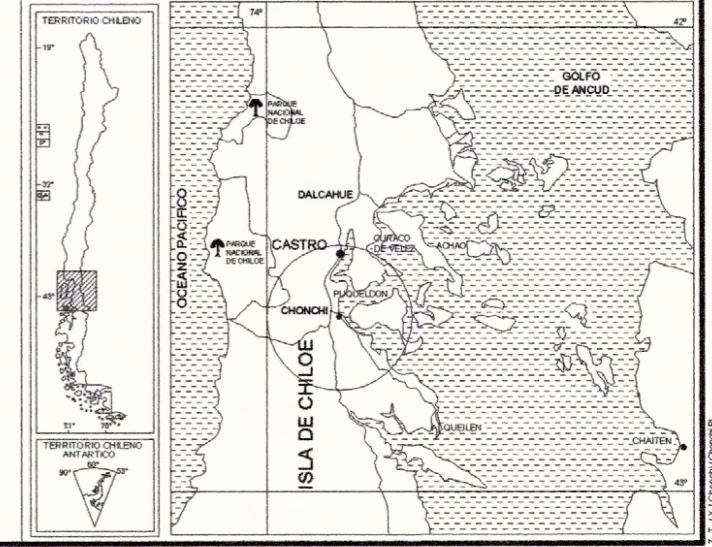 TERRITORIO CHILENO
19°
32°
43°
73°
70°
TERRITORIO CHILENO
ANTARTICO
90°
60°
53°
74°
42°
GOLFO
DE ANCUD
PARQUE
NACIONAL
DE CHILOE
DALCAHUE
OCEANO PACIFICO
PARQUE
NACIONAL
DE CHILOE
CASTRO
CURACO
DE VELEZ
ACHAO
PUQUELDON
CHONCHI
ISLA DE CHILOE
QUEILEN
CHAITEN
43°